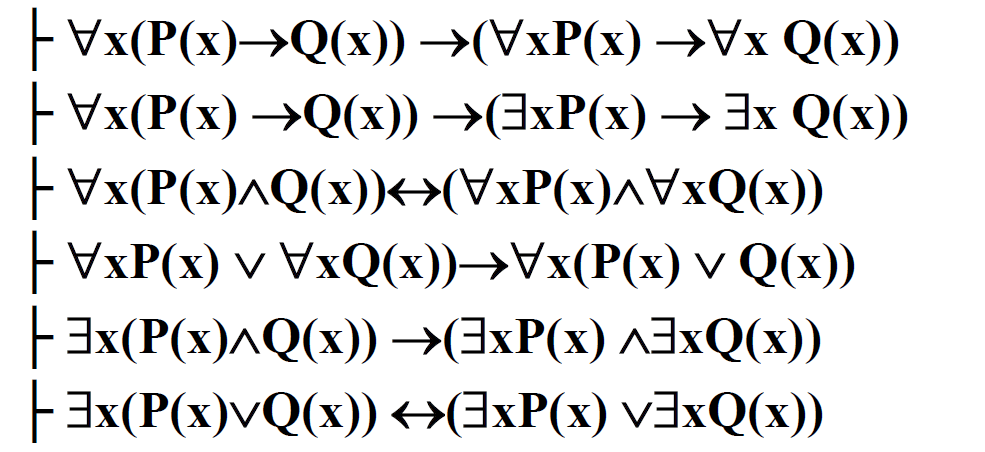 ├ ∀x(P(x)→Q(x)) →(∀xP(x) →∀x Q(x))
├ ∀x(P(x) →Q(x)) →(∃xP(x) → ∃x Q(x))
├ ∀x(P(x)∧Q(x))↔(∀xP(x)∧∀xQ(x))
├ ∀xP(x) ∨ ∀xQ(x))→∀x(P(x) ∨ Q(x))
├ ∃x(P(x)∧Q(x)) →(∃xP(x) ∧∃xQ(x))
├ ∃x(P(x)∨Q(x)) ↔(∃xP(x) ∨∃xQ(x))